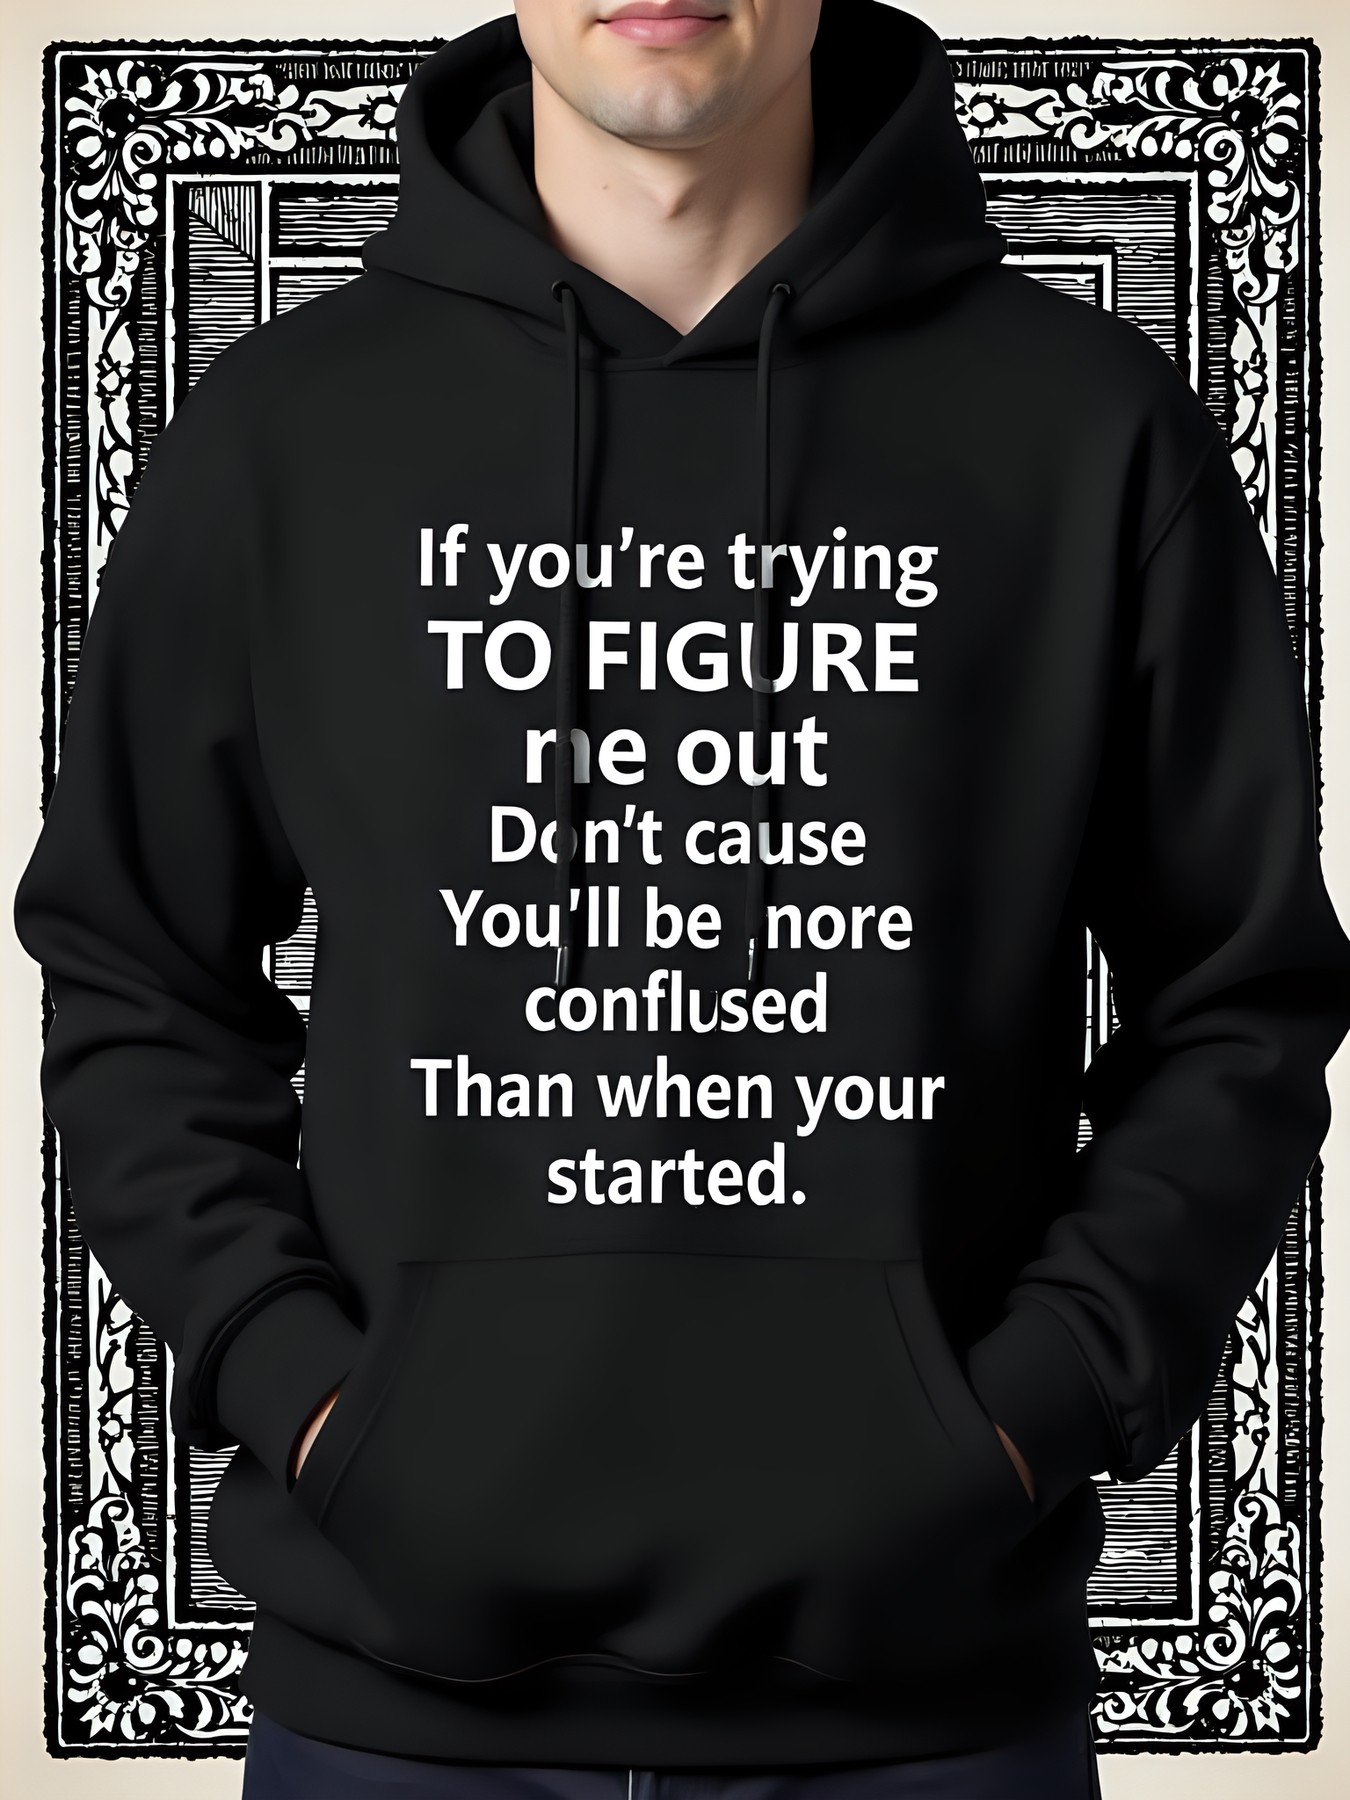 If you're trying
TO FIGURE
me out
Don't cause
You'll be more
conflused
Than when your
started.